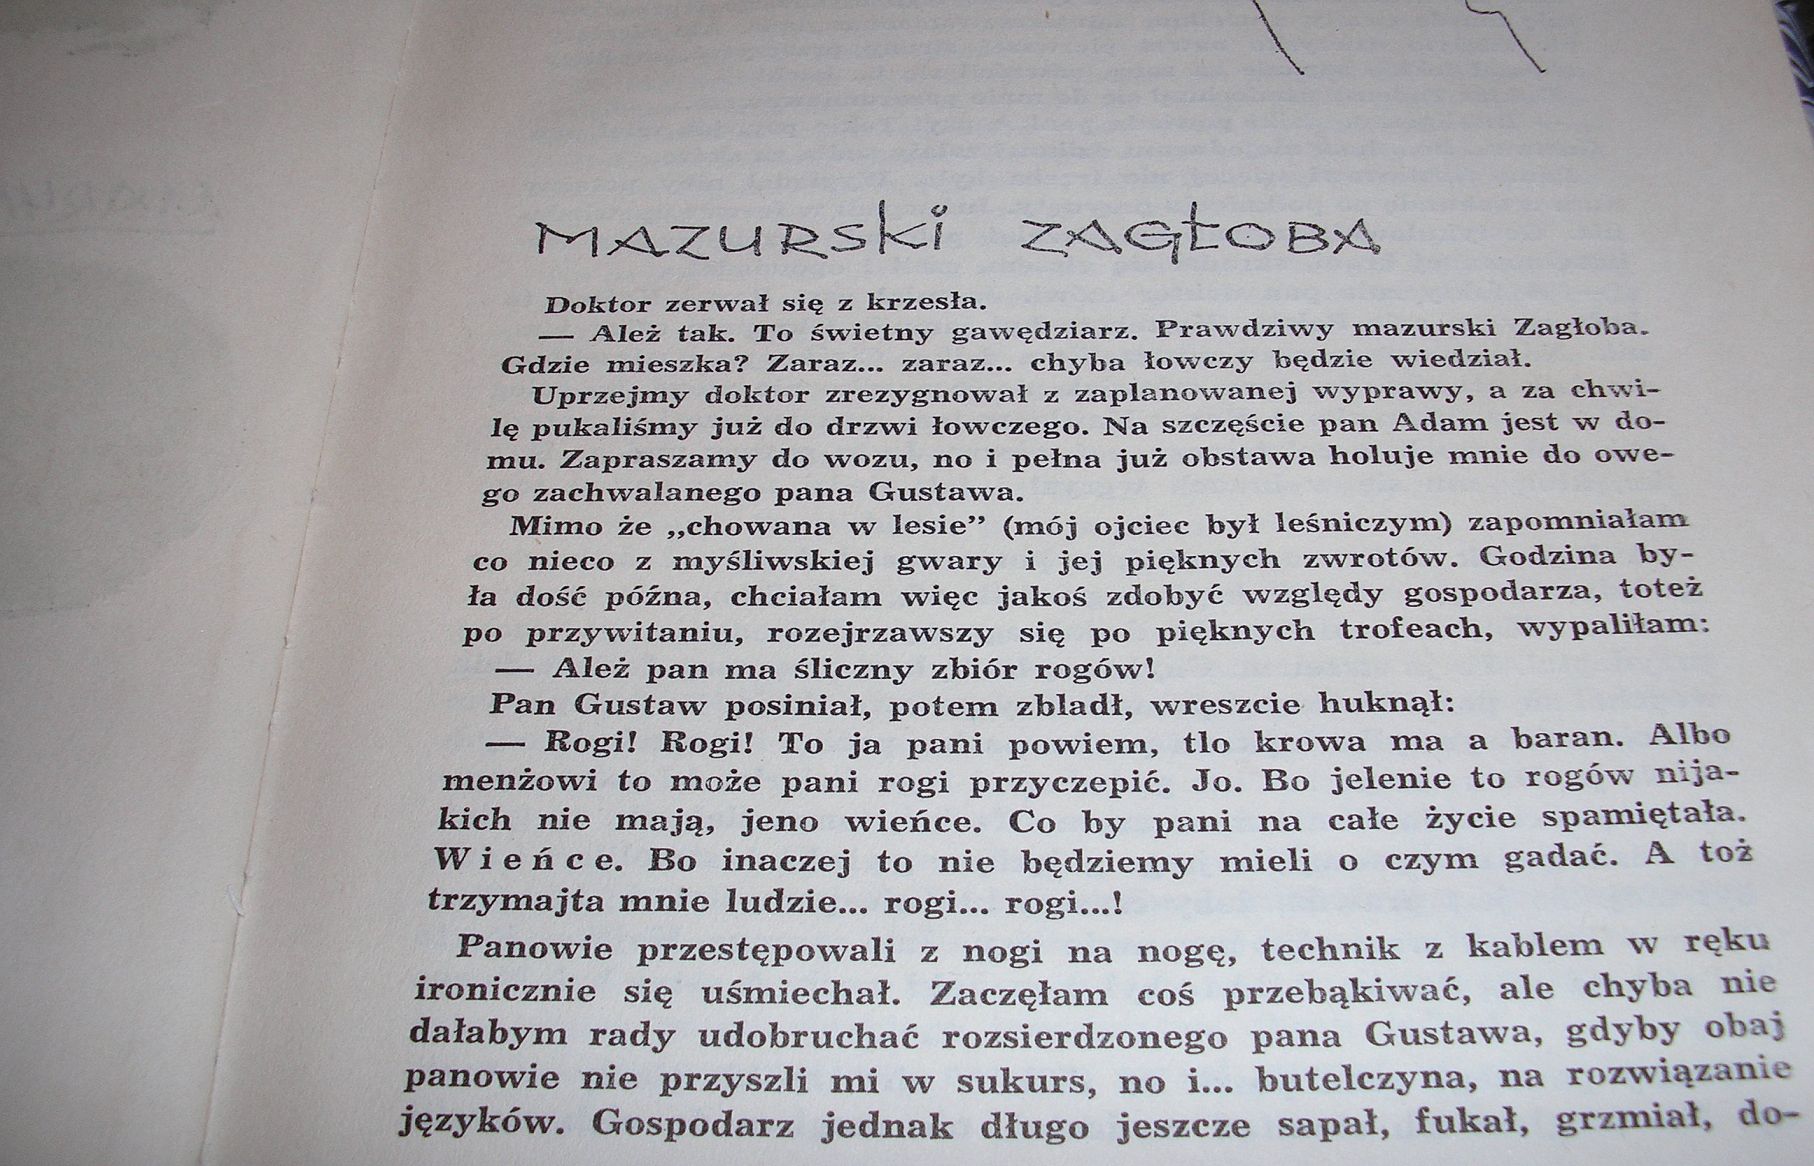 MAZURSKI ZAGŁOBA
Doktor zerwał się z krzesła.
— Ależ tak. To świetny gawędziarz. Prawdziwy mazurski Zagłoba.
Gdzie mieszka? Zaraz... zaraz... chyba łowczy będzie wiedział.
Uprzejmy doktor zrezygnował z zaplanowanej wyprawy, a za chwi-
lę pukaliśmy już do drzwi łowczego. Na szczęście pan Adam jest w do-
mu. Zapraszamy do wozu, no i pełna już obstawa holuje mnie do owe-
go zachwalanego pana Gustawa.
Mimo że „chowana w lesie” (mój ojciec był leśniczym) zapomniałam
co nieco z myśliwskiej gwary i jej pięknych zwrotów. Godzina by-
ła dość późna, chciałam więc jakoś zdobyć względy gospodarza, toteż
po przywitaniu, rozejrzawszy się po pięknych trofeach, wypaliłam:
— Ależ pan ma śliczny zbiór rogów!
Pan Gustaw posiniał, potem zbladł, wreszcie huknął:
— Rogi! Rogi! To ja pani powiem, tlo krowa ma a baran. Albo
menżowi to może pani rogi przyczepić. Jo. Bo jelenie to rogów nija-
kich nie mają, jeno wieńce. Co by pani na całe życie spamiętała.
W i e ń c e. Bo inaczej to nie będziemy mieli o czym gadać. A toż
trzymajta mnie ludzie... rogi... rogi...!
Panowie przestępowali z nogi na nogę, technik z kablem w ręku
ironicznie się uśmiechał. Zaczęłam coś przebąkiwać, ale chyba nie
dałabym rady udobruchać rozsierdzonego pana Gustawa, gdyby obaj
panowie nie przyszli mi w sukurs, no i... butelczyna, na rozwiązanie
języków. Gospodarz jednak długo jeszcze sapał, fukał, grzmiał, do-